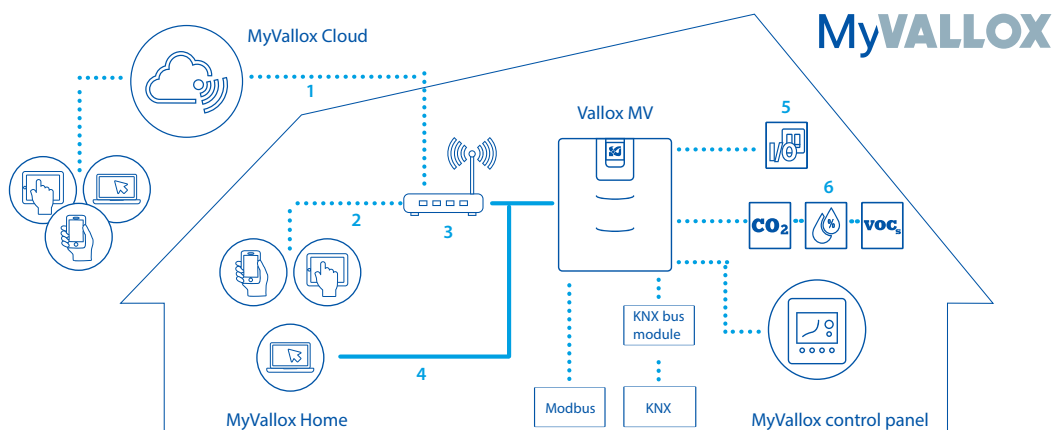 MyVALLOX
MyVallox Cloud
1
Vallox MV
5
6
CO2
%
VOCs
I/O
2
3
KNX bus
module
4
Modbus
KNX
MyVallox Home
MyVallox control panel